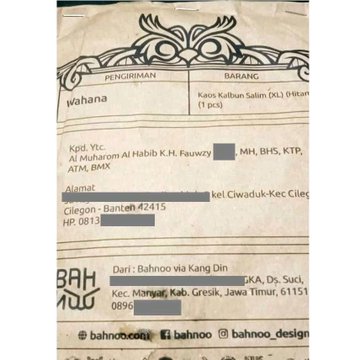 PENGIRIMAN BARANG
Wahana Kaos Kalbun Salim (XL) (Hitam
(1 pcs)
Kpd. Ytc.
Al Muharom Al Habib K.H. Fauwzy , MH, BHS, KTP,
ATM, BMX
Alamat
kel Ciwaduk-Kec Cileg
Cilegon - Banten 42415
HP. 0813
BAH
NW
Dari : Bahnoo via Kang Din
GKA, Ds. Suci,
Kec. Manyar, Kab. Gresik, Jawa Timur, 61151
0896
bahnoo.com bahnoo bahnoo_design